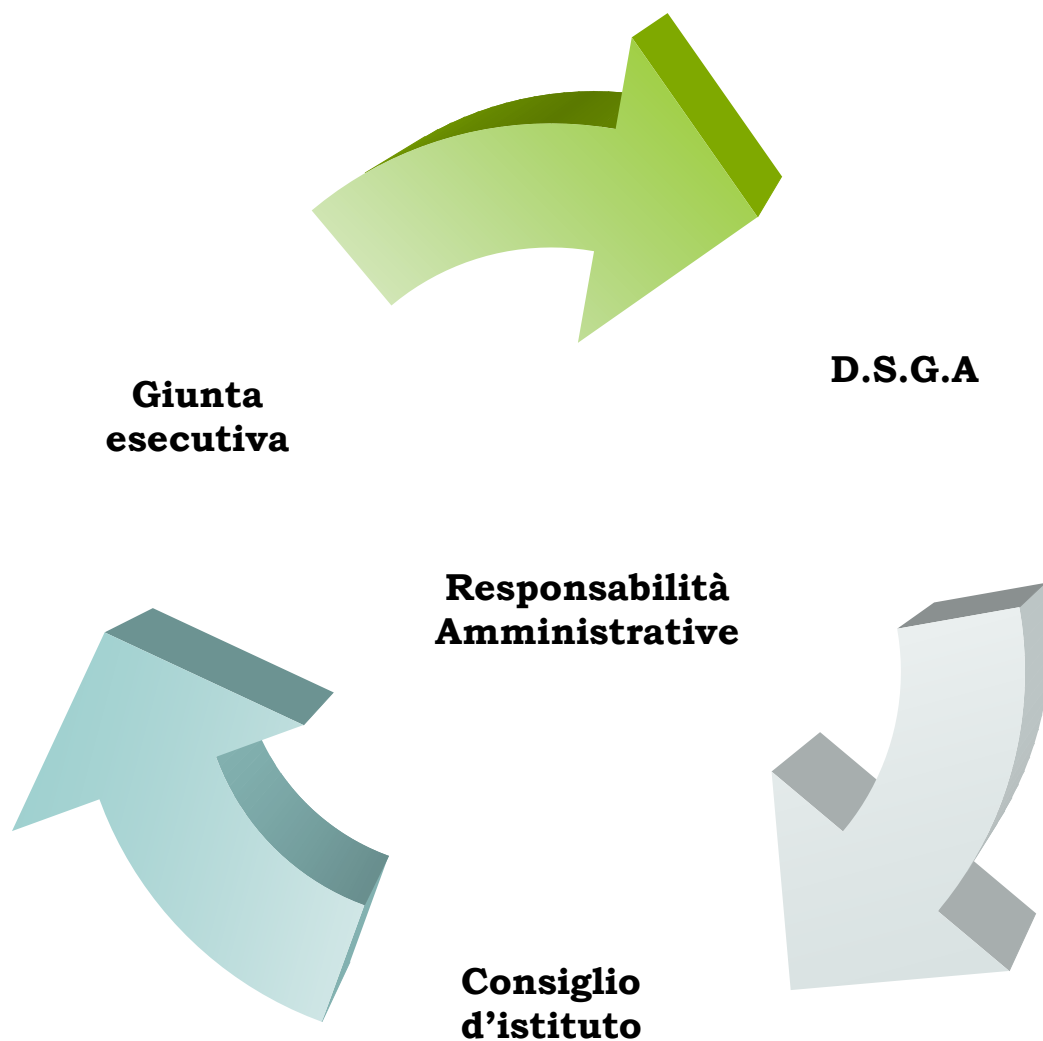 D.S.G.A
Giunta
esecutiva
Responsabilità
Amministrative
Consiglio
d’istituto